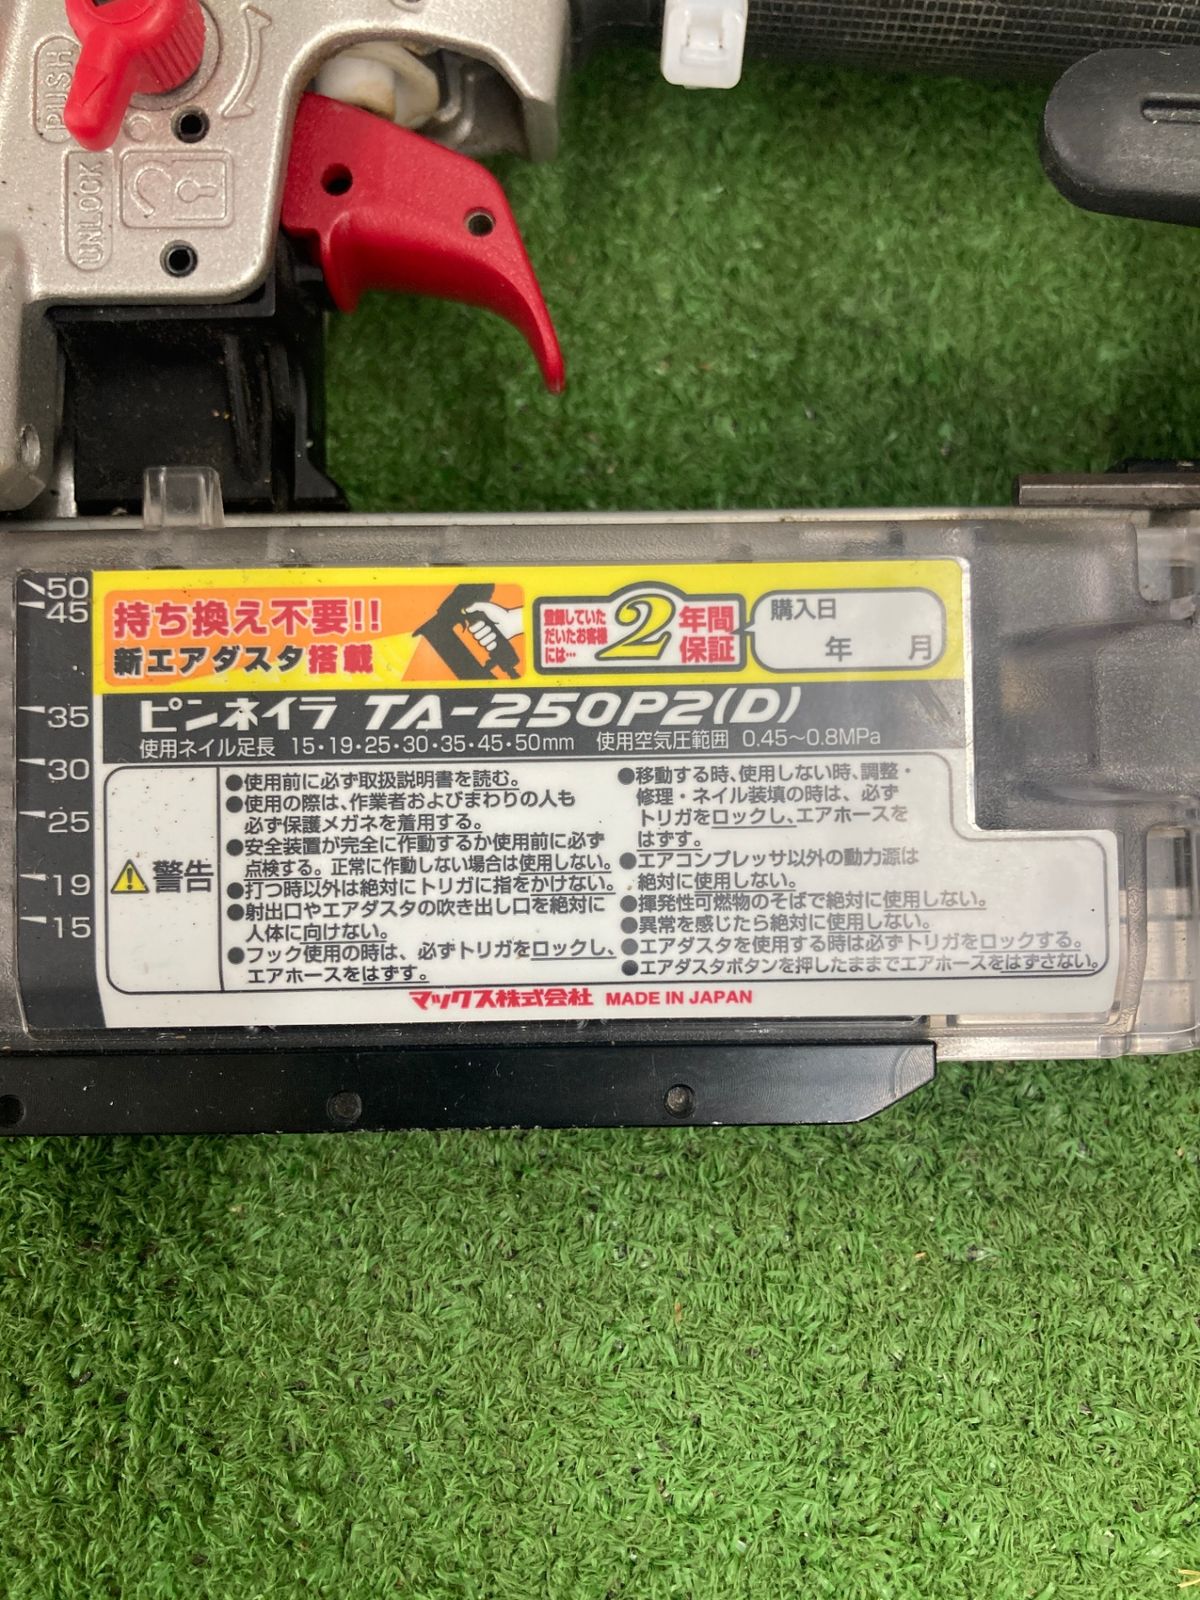 PUSH
UNLOCK
50
45
35
30
25
19
15
持ち換え不要!!
新エアダスタ搭載
登録していた
だいたお客様
には…
2年間
保証
購入日
年 月
ピンネイラ TA-250P2(D)
使用ネイル足長 15・19・25・30・35・45・50mm 使用空気圧範囲 0.45〜0.8MPa
警告
●使用前に必ず取扱説明書を読む。
●使用の際は、作業者およびまわりの人も
必ず保護メガネを着用する。
●安全装置が完全に作動するか使用前に必ず
点検する。正常に作動しない場合は使用しない。
●打つ時以外は絶対にトリガに指をかけない。
●射出口やエアダスタの吹き出し口を絶対に
人体に向けない。
●フック使用の時は、必ずトリガをロックし、
エアホースをはずす。
●移動する時、使用しない時、調整・
修理・ネイル装填の時は、必ず
トリガをロックし、エアホースを
はずす。
●エアコンプレッサ以外の動力源は
絶対に使用しない。
●揮発性可燃物のそばで絶対に使用しない。
●異常を感じたら絶対に使用しない。
●エアダスタを使用する時は必ずトリガをロックする。
●エアダスタボタンを押したままでエアホースをはずさない。
マックス株式会社 MADE IN JAPAN